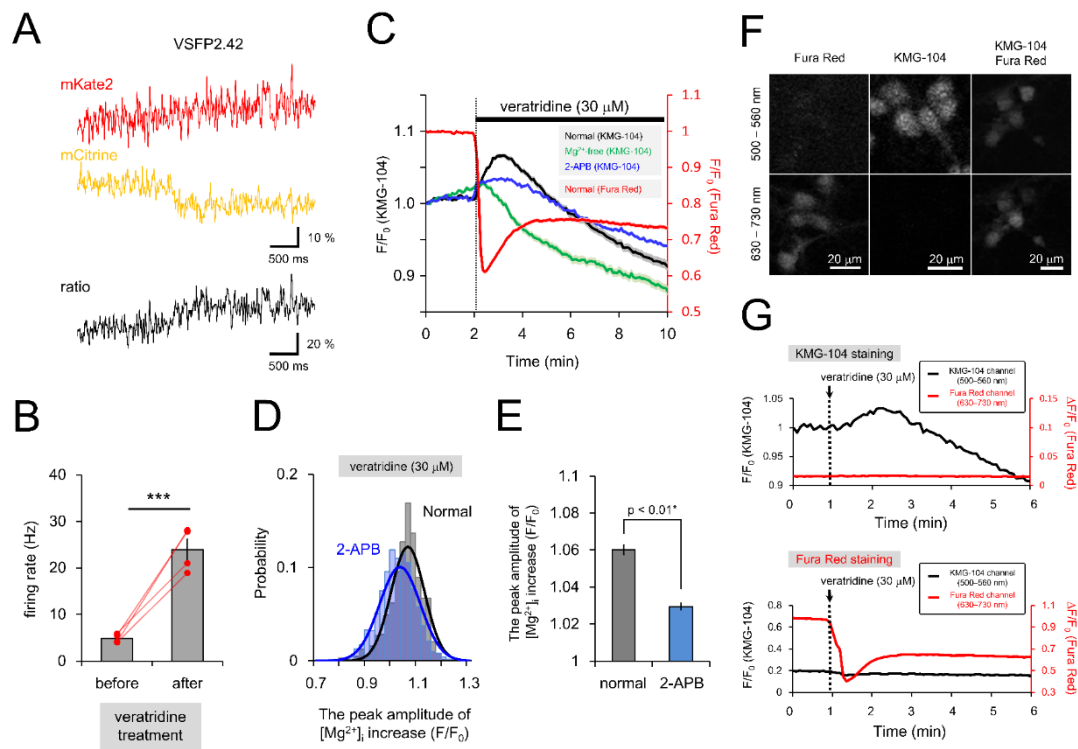 A
VSFP2.42
mKate2
mCitrine
10 %
500 ms
ratio
20 %
500 ms
B
***
firing rate (Hz)
40
30
20
10
0
before after
veratridine
treatment
C
veratridine (30 μM)
Normal (KMG-104)
Mg²⁺-free (KMG-104)
2-APB (KMG-104)
Normal (Fura Red)
F/F₀ (KMG-104)
1.1
1.0
0.9
F/F₀
(Fura Red)
1.1
1
0.9
0.8
0.7
0.6
0.5
0 2 4 6 8 10
Time (min)
D
veratridine (30 μM)
Normal
2-APB
Probability
0.2
0.1
0
0.7 0.9 1.1 1.3
The peak amplitude of
[Mg²⁺]ᵢ increase (F/F₀)
E
p < 0.01*
The peak amplitude of
[Mg²⁺]ᵢ increase (F/F₀)
1.1
1.08
1.06
1.04
1.02
1
normal 2-APB
F
Fura Red
KMG-104
KMG-104
Fura Red
500 – 560 nm
630 – 730 nm
20 μm
20 μm
20 μm
G
KMG-104 staining
veratridine (30 μM)
KMG-104 channel
(500–560 nm)
Fura Red channel
(630–730 nm)
F/F₀ (KMG-104)
1.05
1
0.95
0.9
ΔF/F₀
(Fura Red)
0.15
0.1
0.05
0
0 1 2 3 4 5 6
Time (min)
Fura Red staining
veratridine (30 μM)
KMG-104 channel
(500–560 nm)
Fura Red channel
(630–730 nm)
F/F₀ (KMG-104)
0.8
0.6
0.4
0.2
0
ΔF/F₀
(Fura Red)
1.1
0.9
0.7
0.5
0.3
0 1 2 3 4 5 6
Time (min)